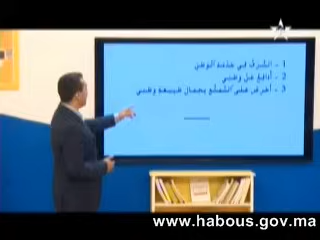 1 - الشرف في خدمة الوطن
2 - أدافع عن وطني
3 - أحرص على التمتع بجمال طبيعة وطني
www.habous.gov.ma